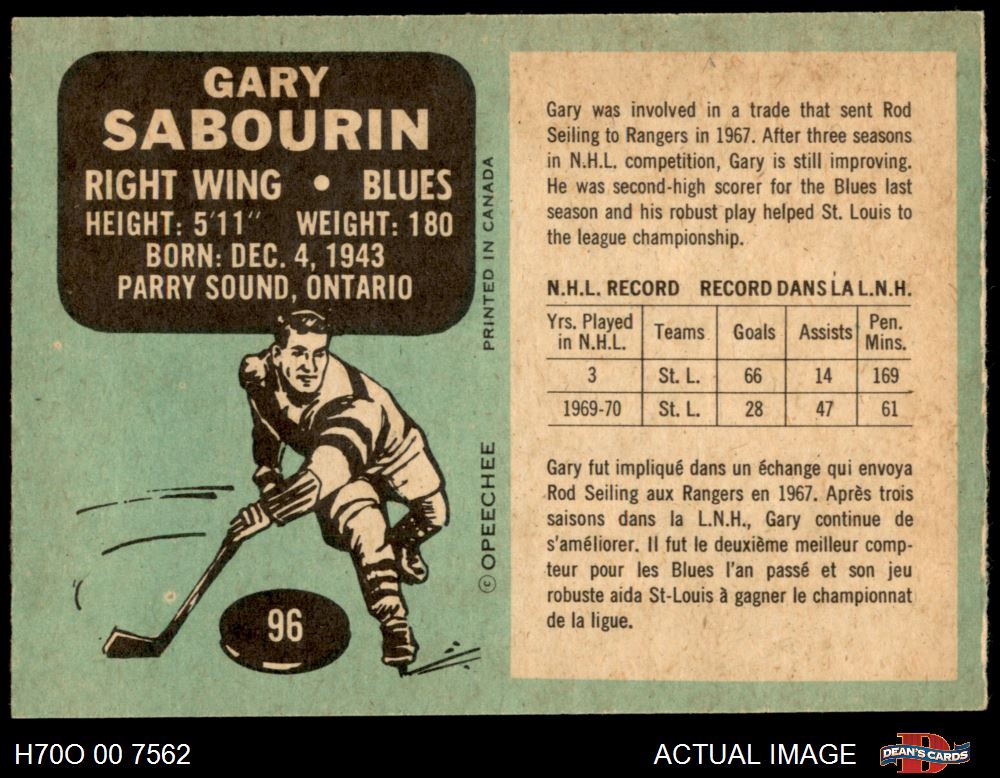 GARY
SABOURIN
RIGHT WING • BLUES
HEIGHT: 5'11" WEIGHT: 180
BORN: DEC. 4, 1943
PARRY SOUND, ONTARIO
PRINTED IN CANADA
© OPEECHEE
96
Gary was involved in a trade that sent Rod
Seiling to Rangers in 1967. After three seasons
in N.H.L. competition, Gary is still improving.
He was second-high scorer for the Blues last
season and his robust play helped St. Louis to
the league championship.
N.H.L. RECORD RECORD DANS LA L.N.H.
Yrs. Played in N.H.L. Teams Goals Assists Pen. Mins.
3 St. L. 66 14 169
1969-70 St. L. 28 47 61
Gary fut impliqué dans un échange qui envoya
Rod Seiling aux Rangers en 1967. Après trois
saisons dans la L.N.H., Gary continue de
s'améliorer. Il fut le deuxième meilleur comp-
teur pour les Blues l'an passé et son jeu
robuste aida St-Louis à gagner le championnat
de la ligue.
H70O 00 7562
ACTUAL IMAGE
DEAN'S CARDS